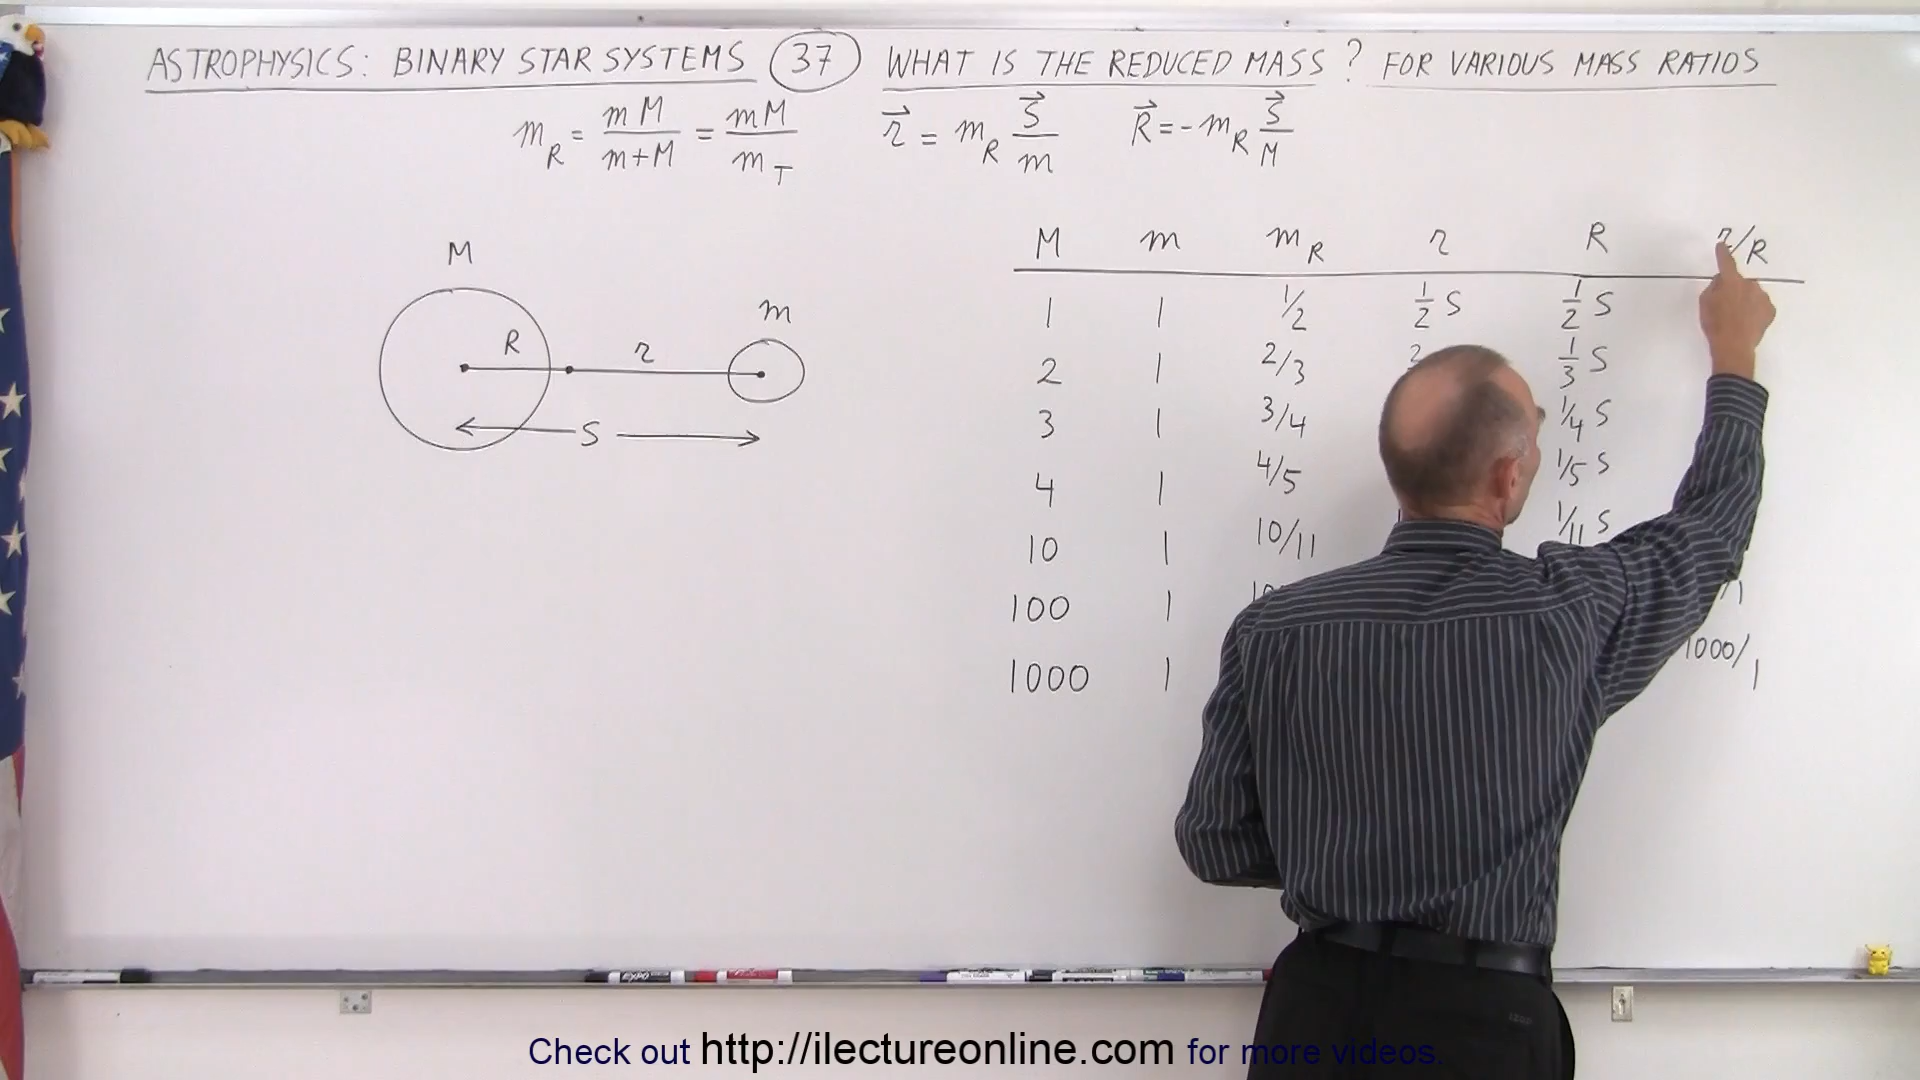 ASTROPHYSICS: BINARY STAR SYSTEMS 37 WHAT IS THE REDUCED MASS? FOR VARIOUS MASS RATIOS
m_R = mM/(m+M) = mM/m_T    r⃗ = m_R S⃗/m    R⃗ = -m_R S⃗/M
M
m
R r
S
M m m_R r R r/R
1 1 1/2 1/2 S 1/2 S
2 1 2/3 2 1/3 S
3 1 3/4 1/4 S
4 1 4/5 1/5 S
10 1 10/11 1/11 S
100 1 /1
1000 1 1000/1
EXPO
Check out http://ilectureonline.com for more videos.